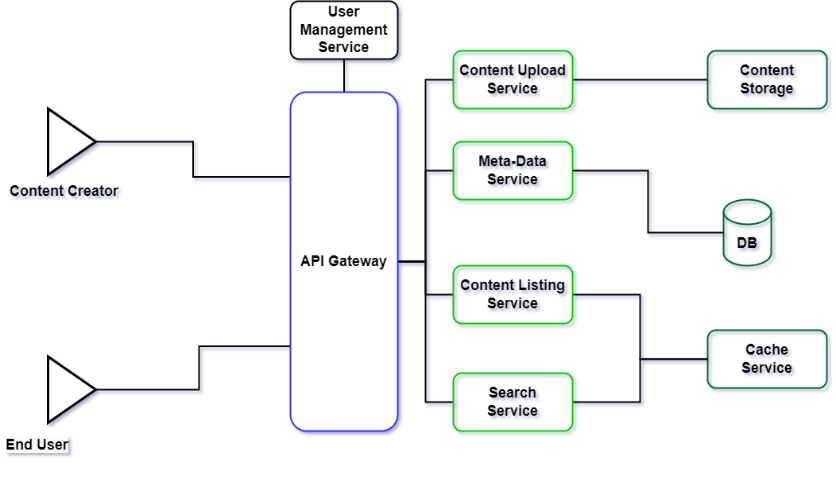 User
Management
Service
Content Upload
Service
Content
Storage
Meta-Data
Service
Content Creator
DB
API Gateway
Content Listing
Service
Cache
Service
Search
Service
End User